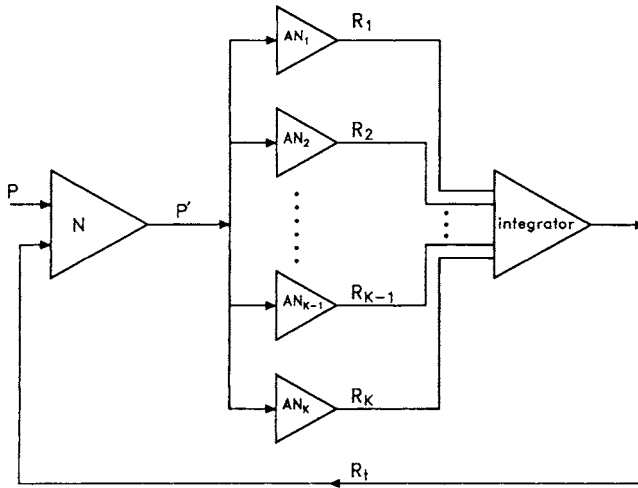 AN₁
R₁
AN₂
R₂
P
N
P'
integrator
ANₖ₋₁
Rₖ₋₁
ANₖ
Rₖ
Rₜ